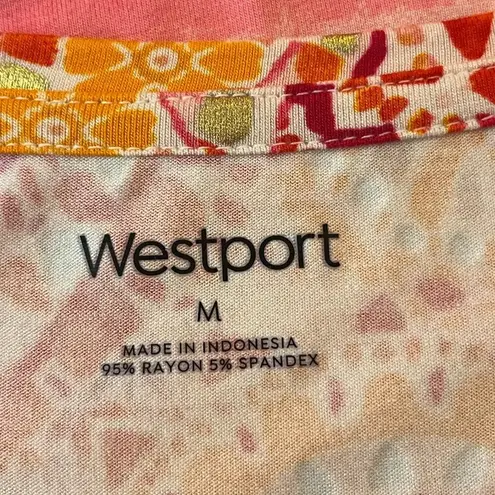 Westport
M
MADE IN INDONESIA
95% RAYON 5% SPANDEX